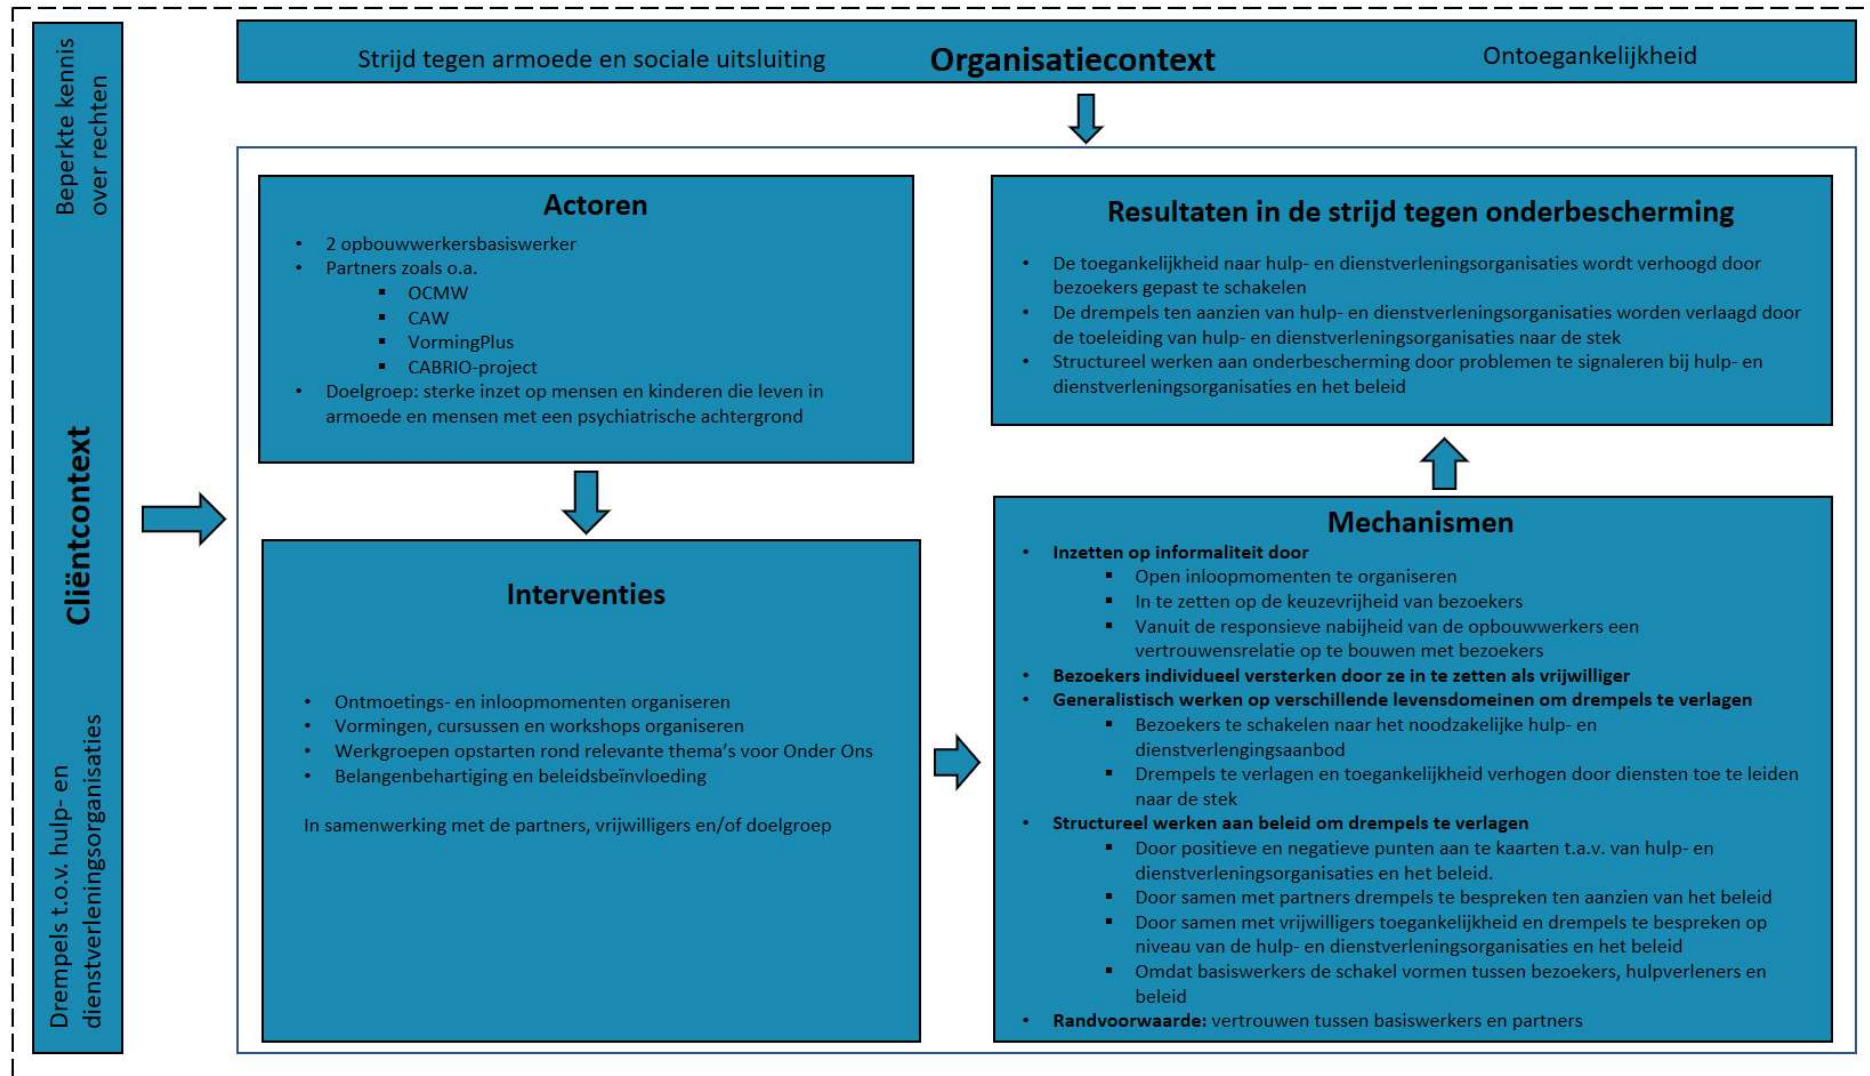 Beperkte kennis
over rechten
Cliëntcontext
Drempels t.o.v. hulp- en
dienstverleningsorganisaties
Strijd tegen armoede en sociale uitsluiting
Organisatiecontext
Ontoegankelijkheid
Actoren
• 2 opbouwwerkersbasiswerker
• Partners zoals o.a.
▪ OCMW
▪ CAW
▪ VormingPlus
▪ CABRIO-project
• Doelgroep: sterke inzet op mensen en kinderen die leven in
armoede en mensen met een psychiatrische achtergrond
Interventies
• Ontmoetings- en inloopmomenten organiseren
• Vormingen, cursussen en workshops organiseren
• Werkgroepen opstarten rond relevante thema's voor Onder Ons
• Belangenbehartiging en beleidsbeïnvloeding
In samenwerking met de partners, vrijwilligers en/of doelgroep
Resultaten in de strijd tegen onderbescherming
• De toegankelijkheid naar hulp- en dienstverleningsorganisaties wordt verhoogd door
bezoekers gepast te schakelen
• De drempels ten aanzien van hulp- en dienstverleningsorganisaties worden verlaagd door
de toeleiding van hulp- en dienstverleningsorganisaties naar de stek
• Structureel werken aan onderbescherming door problemen te signaleren bij hulp- en
dienstverleningsorganisaties en het beleid
Mechanismen
• Inzetten op informaliteit door
▪ Open inloopmomenten te organiseren
▪ In te zetten op de keuzevrijheid van bezoekers
▪ Vanuit de responsieve nabijheid van de opbouwwerkers een
vertrouwensrelatie op te bouwen met bezoekers
• Bezoekers individueel versterken door ze in te zetten als vrijwilliger
• Generalistisch werken op verschillende levensdomeinen om drempels te verlagen
▪ Bezoekers te schakelen naar het noodzakelijke hulp- en
dienstverlengingsaanbod
▪ Drempels te verlagen en toegankelijkheid verhogen door diensten toe te leiden
naar de stek
• Structureel werken aan beleid om drempels te verlagen
▪ Door positieve en negatieve punten aan te kaarten t.a.v. van hulp- en
dienstverleningsorganisaties en het beleid.
▪ Door samen met partners drempels te bespreken ten aanzien van het beleid
▪ Door samen met vrijwilligers toegankelijkheid en drempels te bespreken op
niveau van de hulp- en dienstverleningsorganisaties en het beleid
▪ Omdat basiswerkers de schakel vormen tussen bezoekers, hulpverleners en
beleid
• Randvoorwaarde: vertrouwen tussen basiswerkers en partners